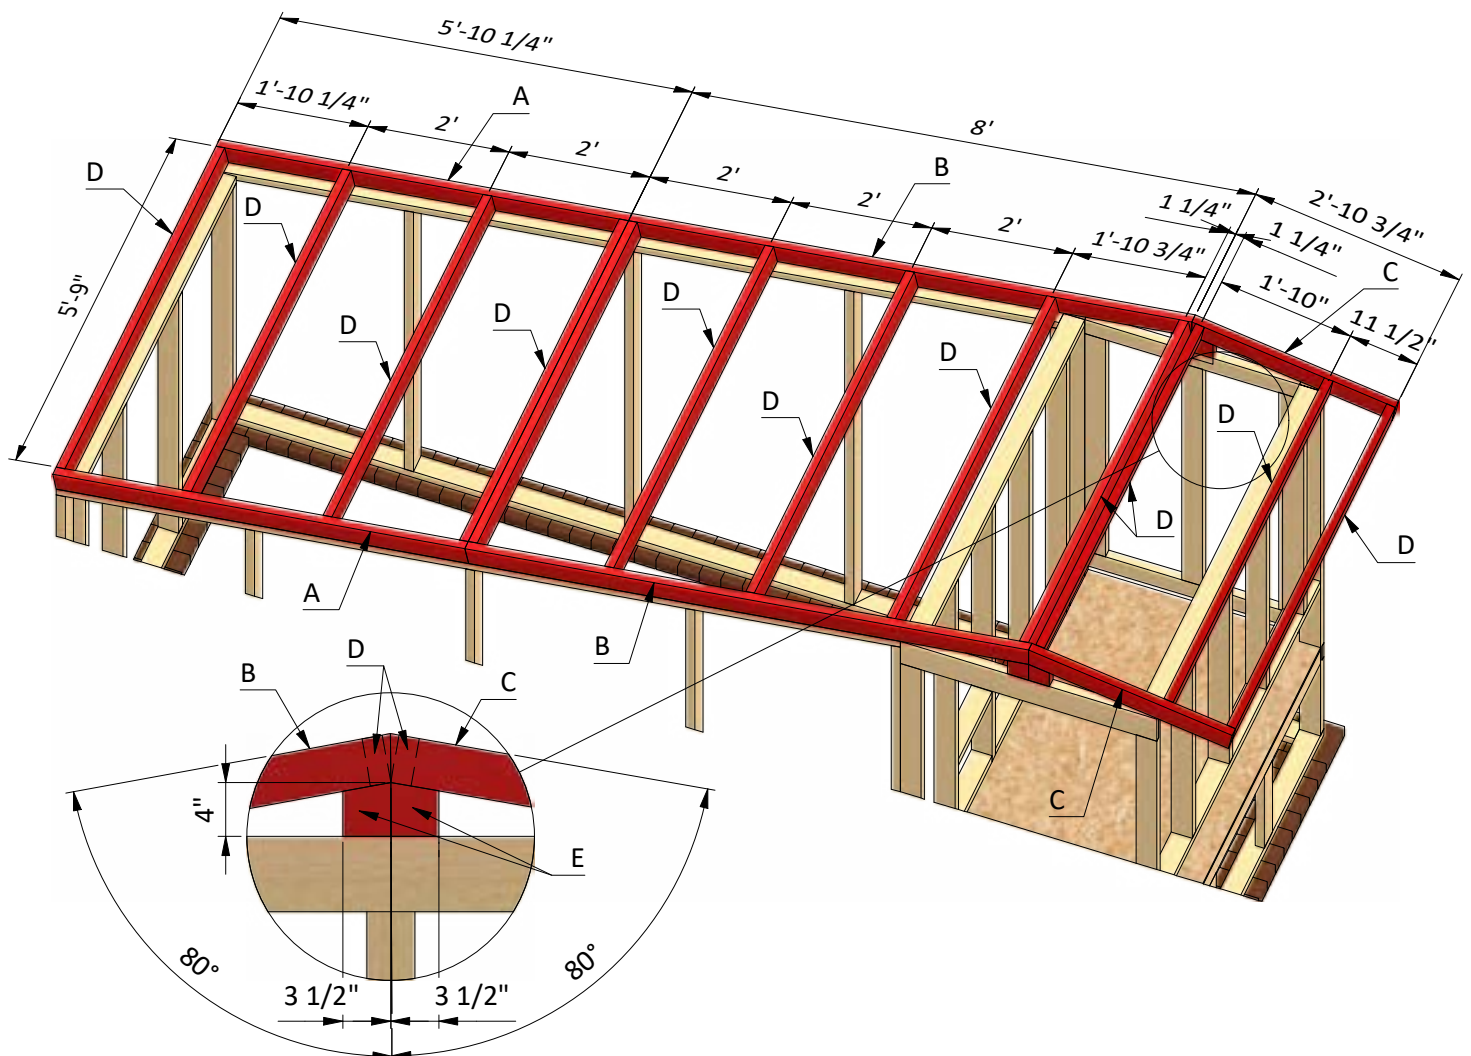 5'-10 1/4"
1'-10 1/4"
A
2'
8'
D
2'
B
2'
2'
1 1/4"
2'-10 3/4"
D
2'
1'-10 3/4"
1 1/4"
C
5'-9"
D
D
1'-10"
11 1/2"
D
D
D
D
D
D
D
A
B
D
B
C
C
4"
E
80°
80°
3 1/2"
3 1/2"